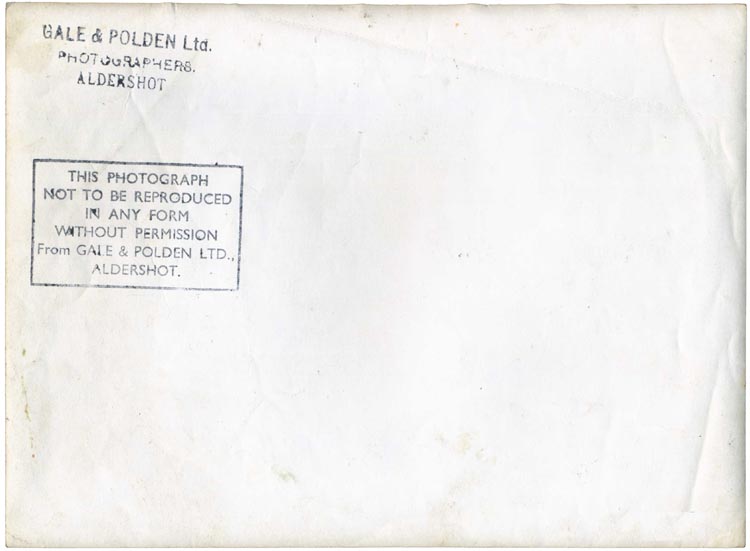 GALE & POLDEN Ltd.
PHOTOGRAPHERS.
ALDERSHOT
THIS PHOTOGRAPH
NOT TO BE REPRODUCED
IN ANY FORM
WITHOUT PERMISSION
From GALE & POLDEN LTD.,
ALDERSHOT.